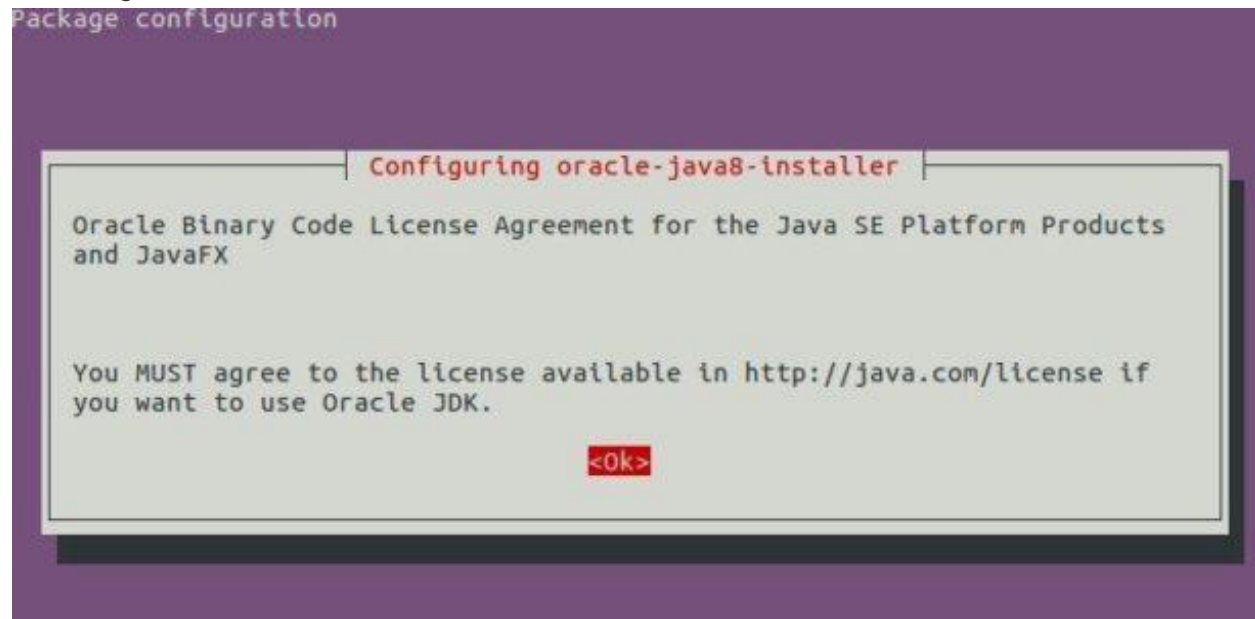 Package configuration
Configuring oracle-java8-installer
Oracle Binary Code License Agreement for the Java SE Platform Products
and JavaFX
You MUST agree to the license available in http://java.com/license if
you want to use Oracle JDK.
<Ok>